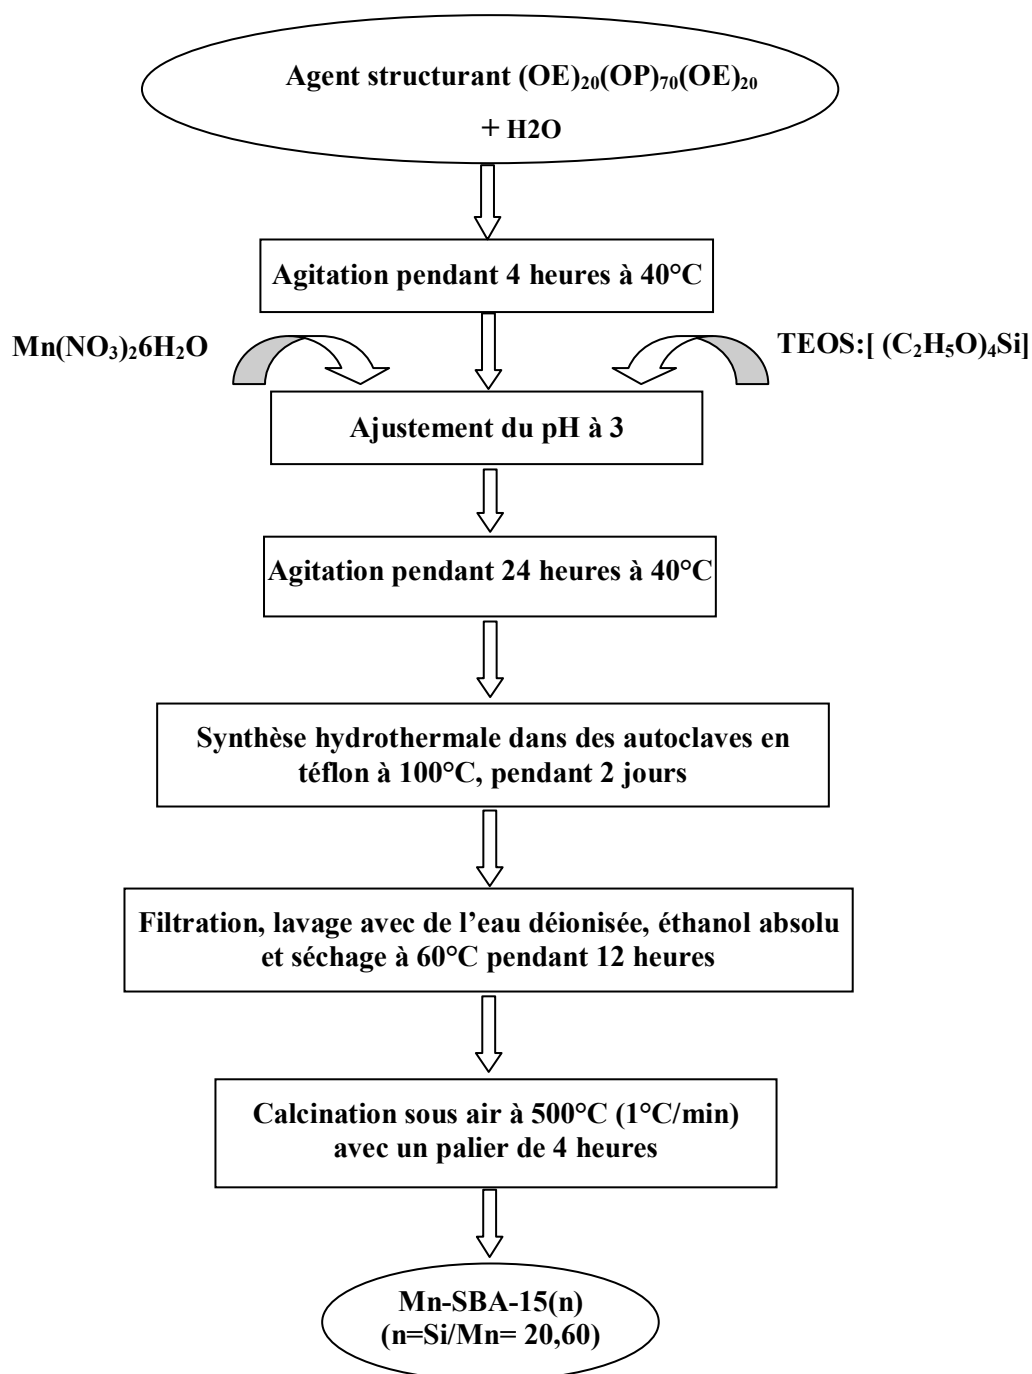 Agent structurant (OE)₂₀(OP)₇₀(OE)₂₀
+ H2O
Agitation pendant 4 heures à 40°C
Mn(NO₃)₂6H₂O
TEOS:[ (C₂H₅O)₄Si]
Ajustement du pH à 3
Agitation pendant 24 heures à 40°C
Synthèse hydrothermale dans des autoclaves en
téflon à 100°C, pendant 2 jours
Filtration, lavage avec de l’eau déionisée, éthanol absolu
et séchage à 60°C pendant 12 heures
Calcination sous air à 500°C (1°C/min)
avec un palier de 4 heures
Mn-SBA-15(n)
(n=Si/Mn= 20,60)